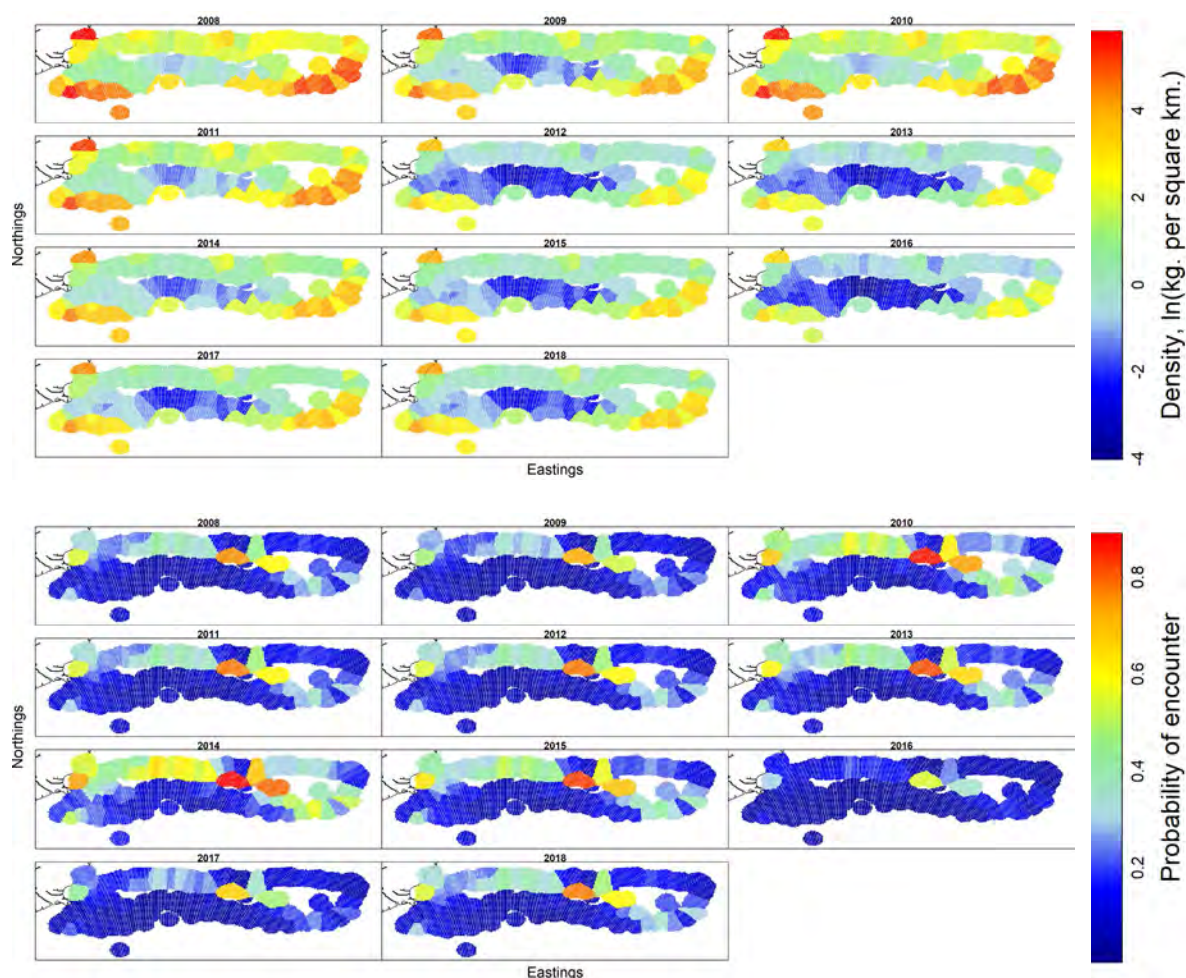 2008 2009 2010
2011 2012 2013
2014 2015 2016
2017 2018
Northings
Eastings
4
2
0
-2
-4
Density, ln(kg. per square km.)
2008 2009 2010
2011 2012 2013
2014 2015 2016
2017 2018
Northings
Eastings
0.8
0.6
0.4
0.2
Probability of encounter